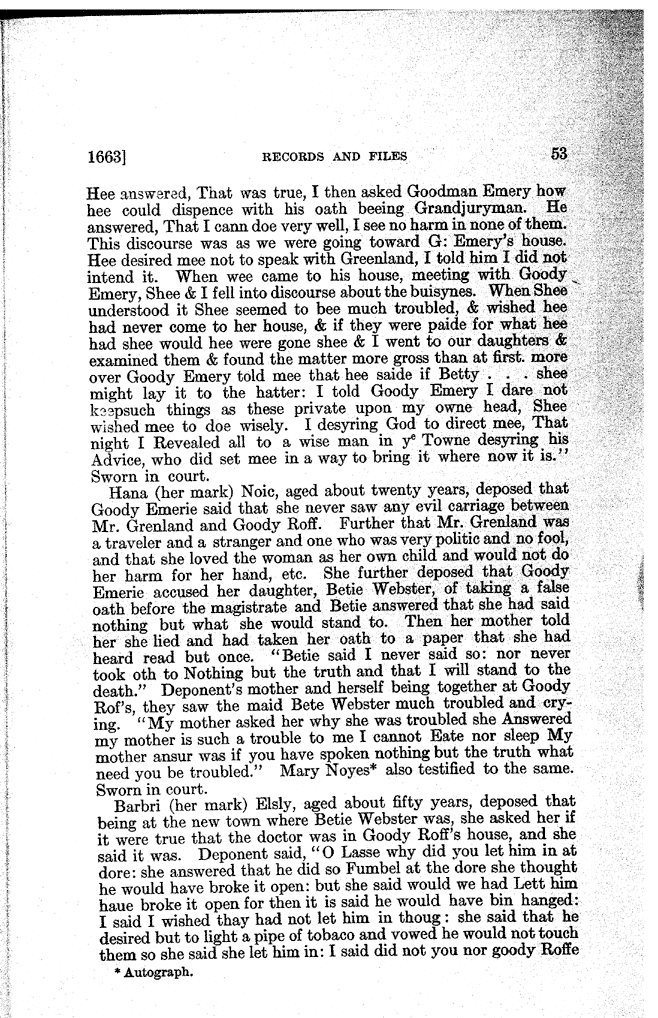 1663] RECORDS AND FILES 53
Hee answered, That was true, I then asked Goodman Emery how
hee could dispence with his oath beeing Grandjuryman. He
answered, That I cann doe very well, I see no harm in none of them.
This discourse was as we were going toward G: Emery's house.
Hee desired mee not to speak with Greenland, I told him I did not
intend it. When wee came to his house, meeting with Goody
Emery, Shee & I fell into discourse about the buisynes. When Shee
understood it Shee seemed to bee much troubled, & wished hee
had never come to her house, & if they were paide for what hee
had shee would hee were gone shee & I went to our daughters &
examined them & found the matter more gross than at first. more
over Goody Emery told mee that hee saide if Betty . . . shee
might lay it to the hatter: I told Goody Emery I dare not
keepsuch things as these private upon my owne head, Shee
wished mee to doe wisely. I desyring God to direct mee, That
night I Revealed all to a wise man in yᵉ Towne desyring his
Advice, who did set mee in a way to bring it where now it is."
Sworn in court.
Hana (her mark) Noic, aged about twenty years, deposed that
Goody Emerie said that she never saw any evil carriage between
Mr. Grenland and Goody Roff. Further that Mr. Grenland was
a traveler and a stranger and one who was very politic and no fool,
and that she loved the woman as her own child and would not do
her harm for her hand, etc. She further deposed that Goody
Emerie accused her daughter, Betie Webster, of taking a false
oath before the magistrate and Betie answered that she had said
nothing but what she would stand to. Then her mother told
her she lied and had taken her oath to a paper that she had
heard read but once. "Betie said I never said so: nor never
took oth to Nothing but the truth and that I will stand to the
death." Deponent's mother and herself being together at Goody
Rof's, they saw the maid Bete Webster much troubled and cry-
ing. "My mother asked her why she was troubled she Answered
my mother is such a trouble to me I cannot Eate nor sleep My
mother ansur was if you have spoken nothing but the truth what
need you be troubled." Mary Noyes* also testified to the same.
Sworn in court.
Barbri (her mark) Elsly, aged about fifty years, deposed that
being at the new town where Betie Webster was, she asked her if
it were true that the doctor was in Goody Roff's house, and she
said it was. Deponent said, "O Lasse why did you let him in at
dore: she answered that he did so Fumbel at the dore she thought
he would have broke it open: but she said would we had Lett him
haue broke it open for then it is said he would have bin hanged:
I said I wished thay had not let him in thoug: she said that he
desired but to light a pipe of tobaco and vowed he would not touch
them so she said she let him in: I said did not you nor goody Roffe
* Autograph.